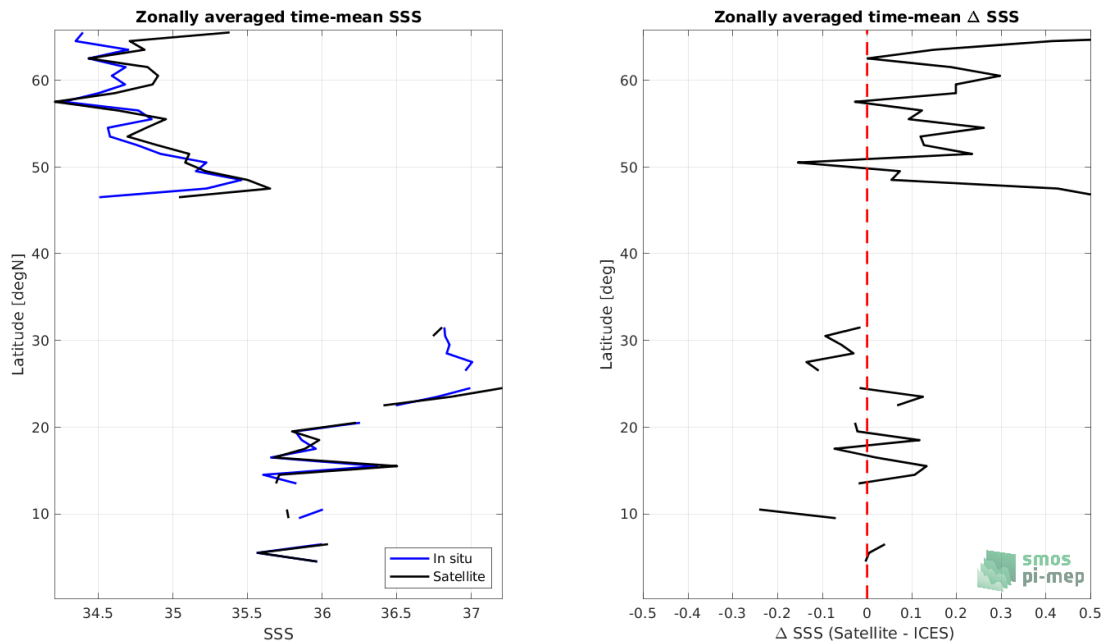 Zonally averaged time-mean SSS
Latitude [degN]
60
50
40
30
20
10
34.5
35
35.5
36
36.5
37
SSS
In situ
Satellite
Zonally averaged time-mean Δ SSS
Latitude [deg]
60
50
40
30
20
10
-0.5
-0.4
-0.3
-0.2
-0.1
0
0.1
0.2
0.3
0.4
0.5
Δ SSS (Satellite - ICES)
smos
pi-mep